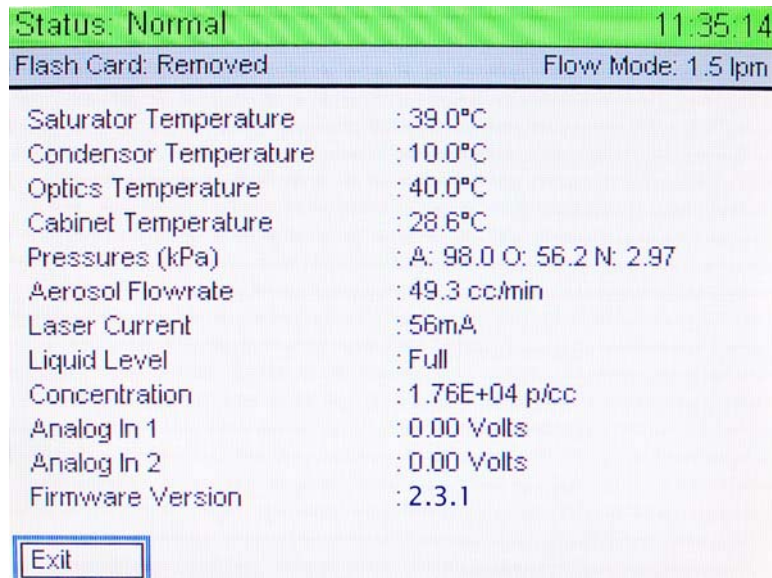 Status: Normal 11:35:14
Flash Card: Removed Flow Mode: 1.5 lpm
Saturator Temperature : 39.0°C
Condensor Temperature : 10.0°C
Optics Temperature : 40.0°C
Cabinet Temperature : 28.6°C
Pressures (kPa) : A: 98.0 O: 56.2 N: 2.97
Aerosol Flowrate : 49.3 cc/min
Laser Current : 56mA
Liquid Level : Full
Concentration : 1.76E+04 p/cc
Analog In 1 : 0.00 Volts
Analog In 2 : 0.00 Volts
Firmware Version : 2.3.1
Exit